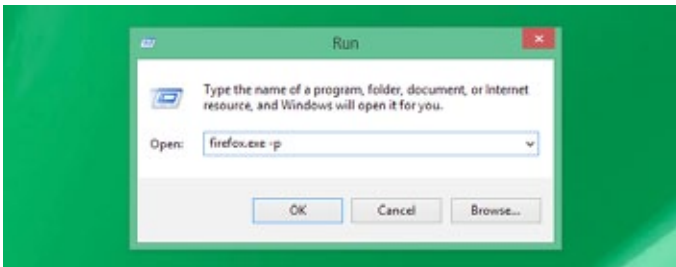 Run
Type the name of a program, folder, document, or Internet
resource, and Windows will open it for you.
Open: firefox.exe -p
OK Cancel Browse...